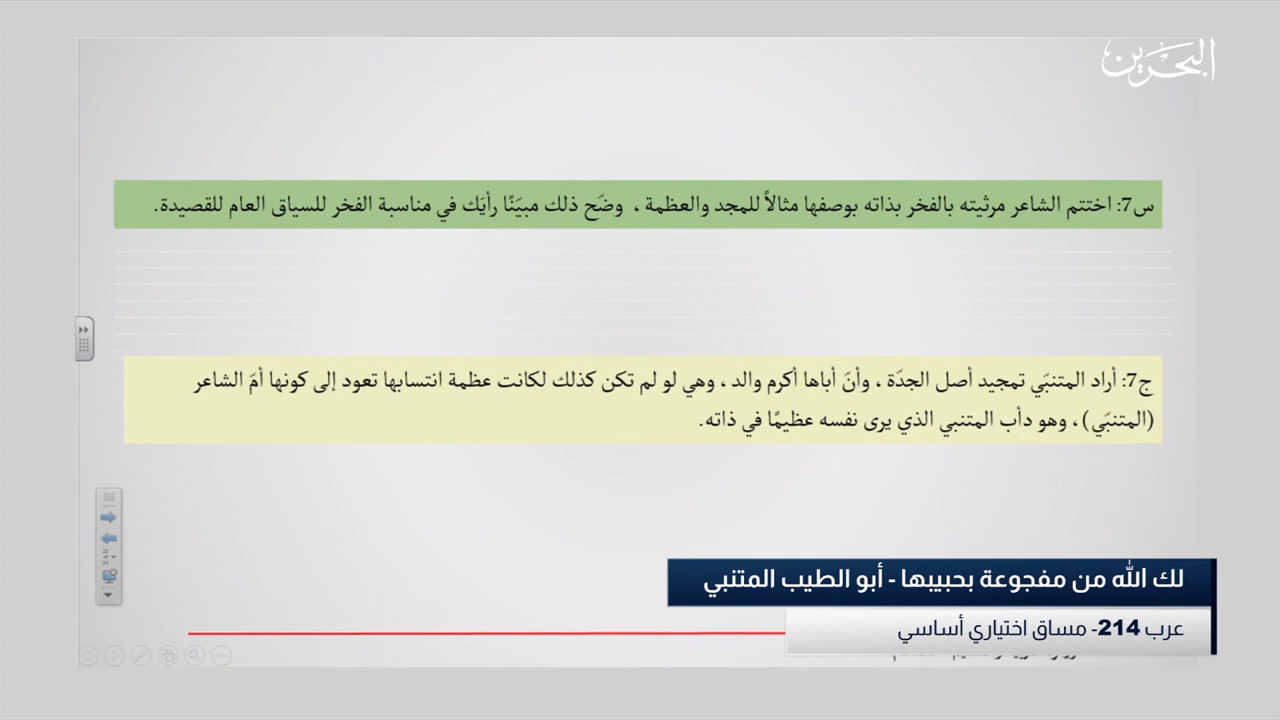 البحرين
س7: اختتم الشاعر مرثيته بالفخر بذاته بوصفها مثالاً للمجد والعظمة ، وضّح ذلك مبيّنًا رأيَك في مناسبة الفخر للسياق العام للقصيدة.
ج7: أراد المتنبّي تمجيد أصل الجدّة ، وأنّ أباها أكرم والد ، وهي لو لم تكن كذلك لكانت عظمة انتسابها تعود إلى كونها أمّ الشاعر
(المتنبّي) ، وهو دأب المتنبي الذي يرى نفسه عظيمًا في ذاته.
لك الله من مفجوعة بحبيبها - أبو الطيب المتنبي
عرب 214- مساق اختياري أساسي